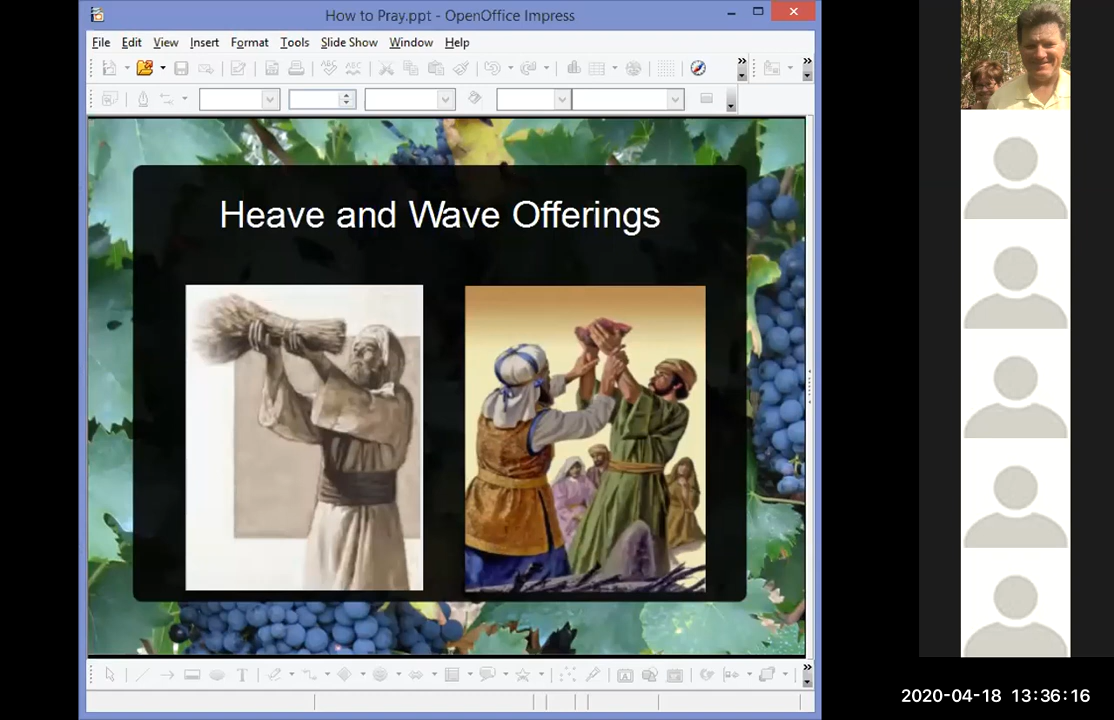 How to Pray.ppt - OpenOffice Impress
File Edit View Insert Format Tools Slide Show Window Help
Heave and Wave Offerings
2020-04-18 13:36:16